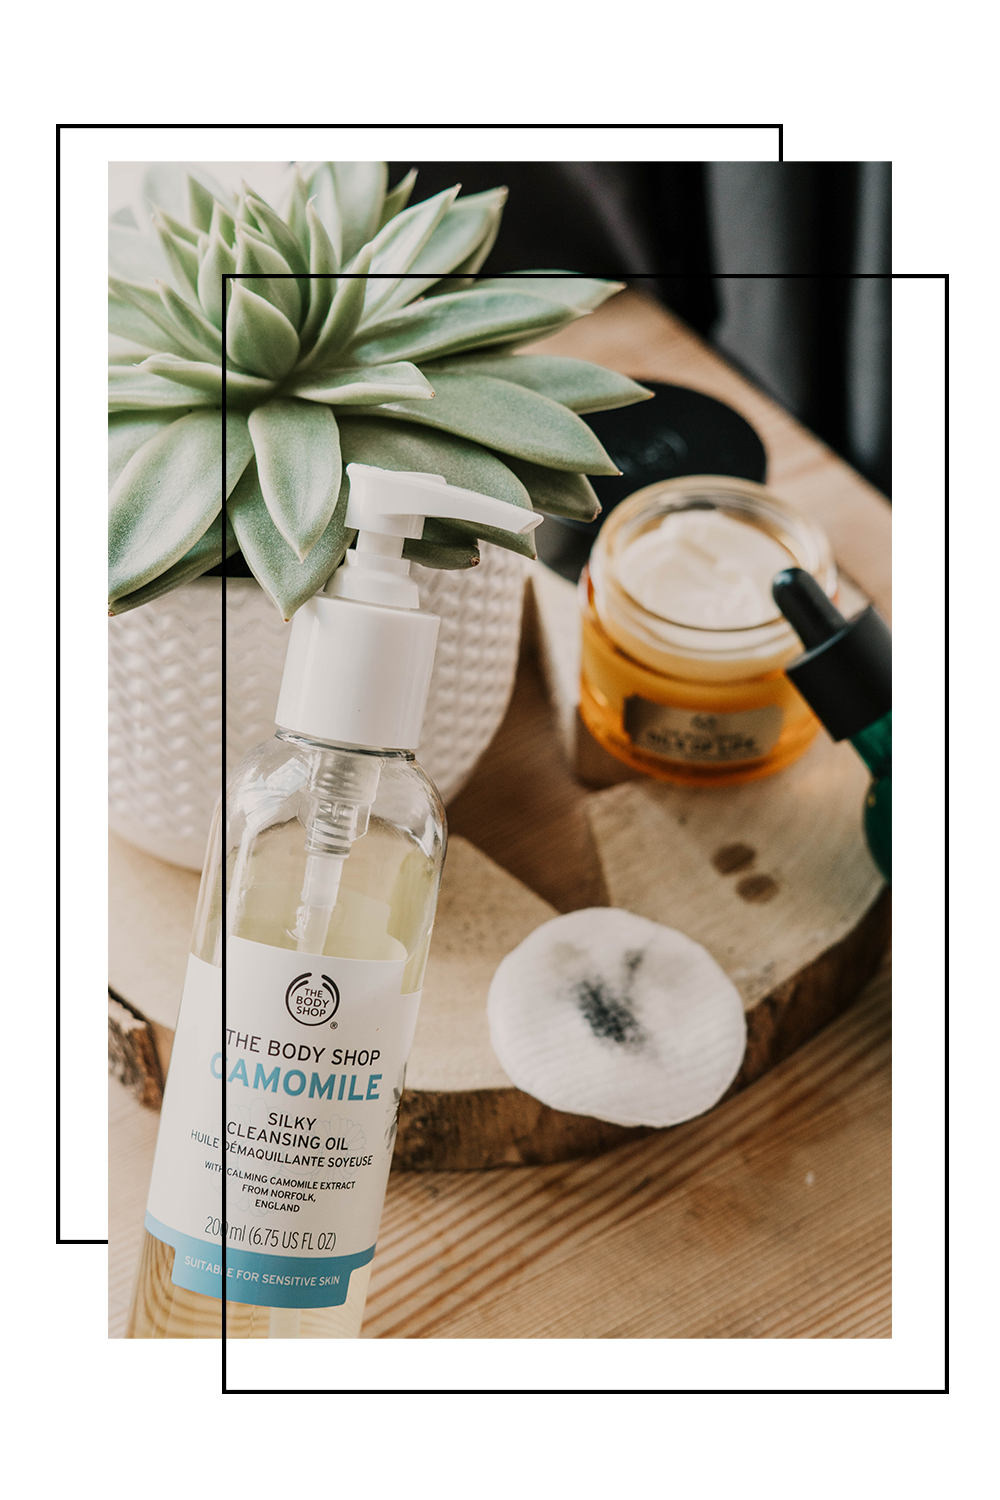 THE
BODY
SHOP
®
THE BODY SHOP
CAMOMILE
SILKY
CLEANSING OIL
HUILE DÉMAQUILLANTE SOYEUSE
WITH CALMING CAMOMILE EXTRACT
FROM NORFOLK,
ENGLAND
200 ml (6.75 US FL OZ)
SUITABLE FOR SENSITIVE SKIN